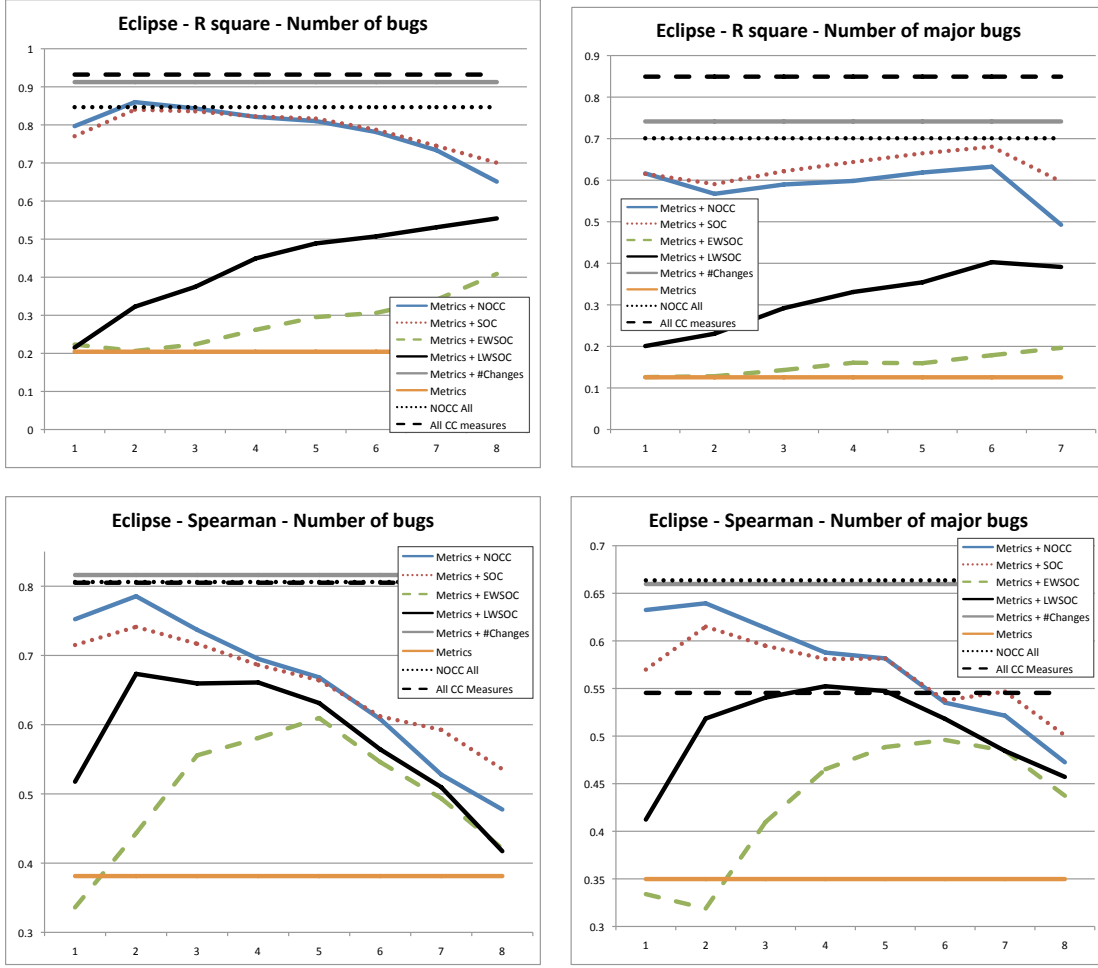 Eclipse - R square - Number of bugs
1
0.9
0.8
0.7
0.6
0.5
0.4
0.3
0.2
0.1
0
1 2 3 4 5 6 7 8
Metrics + NOCC
Metrics + SOC
Metrics + EWSOC
Metrics + LWSOC
Metrics + #Changes
Metrics
NOCC All
All CC measures
Eclipse - R square - Number of major bugs
0.9
0.8
0.7
0.6
0.5
0.4
0.3
0.2
0.1
0
1 2 3 4 5 6 7
Metrics + NOCC
Metrics + SOC
Metrics + EWSOC
Metrics + LWSOC
Metrics + #Changes
Metrics
NOCC All
All CC measures
Eclipse - Spearman - Number of bugs
0.8
0.7
0.6
0.5
0.4
0.3
1 2 3 4 5 6 7 8
Metrics + NOCC
Metrics + SOC
Metrics + EWSOC
Metrics + LWSOC
Metrics + #Changes
Metrics
NOCC All
All CC Measures
Eclipse - Spearman - Number of major bugs
0.7
0.65
0.6
0.55
0.5
0.45
0.4
0.35
0.3
1 2 3 4 5 6 7 8
Metrics + NOCC
Metrics + SOC
Metrics + EWSOC
Metrics + LWSOC
Metrics + #Changes
Metrics
NOCC All
All CC Measures